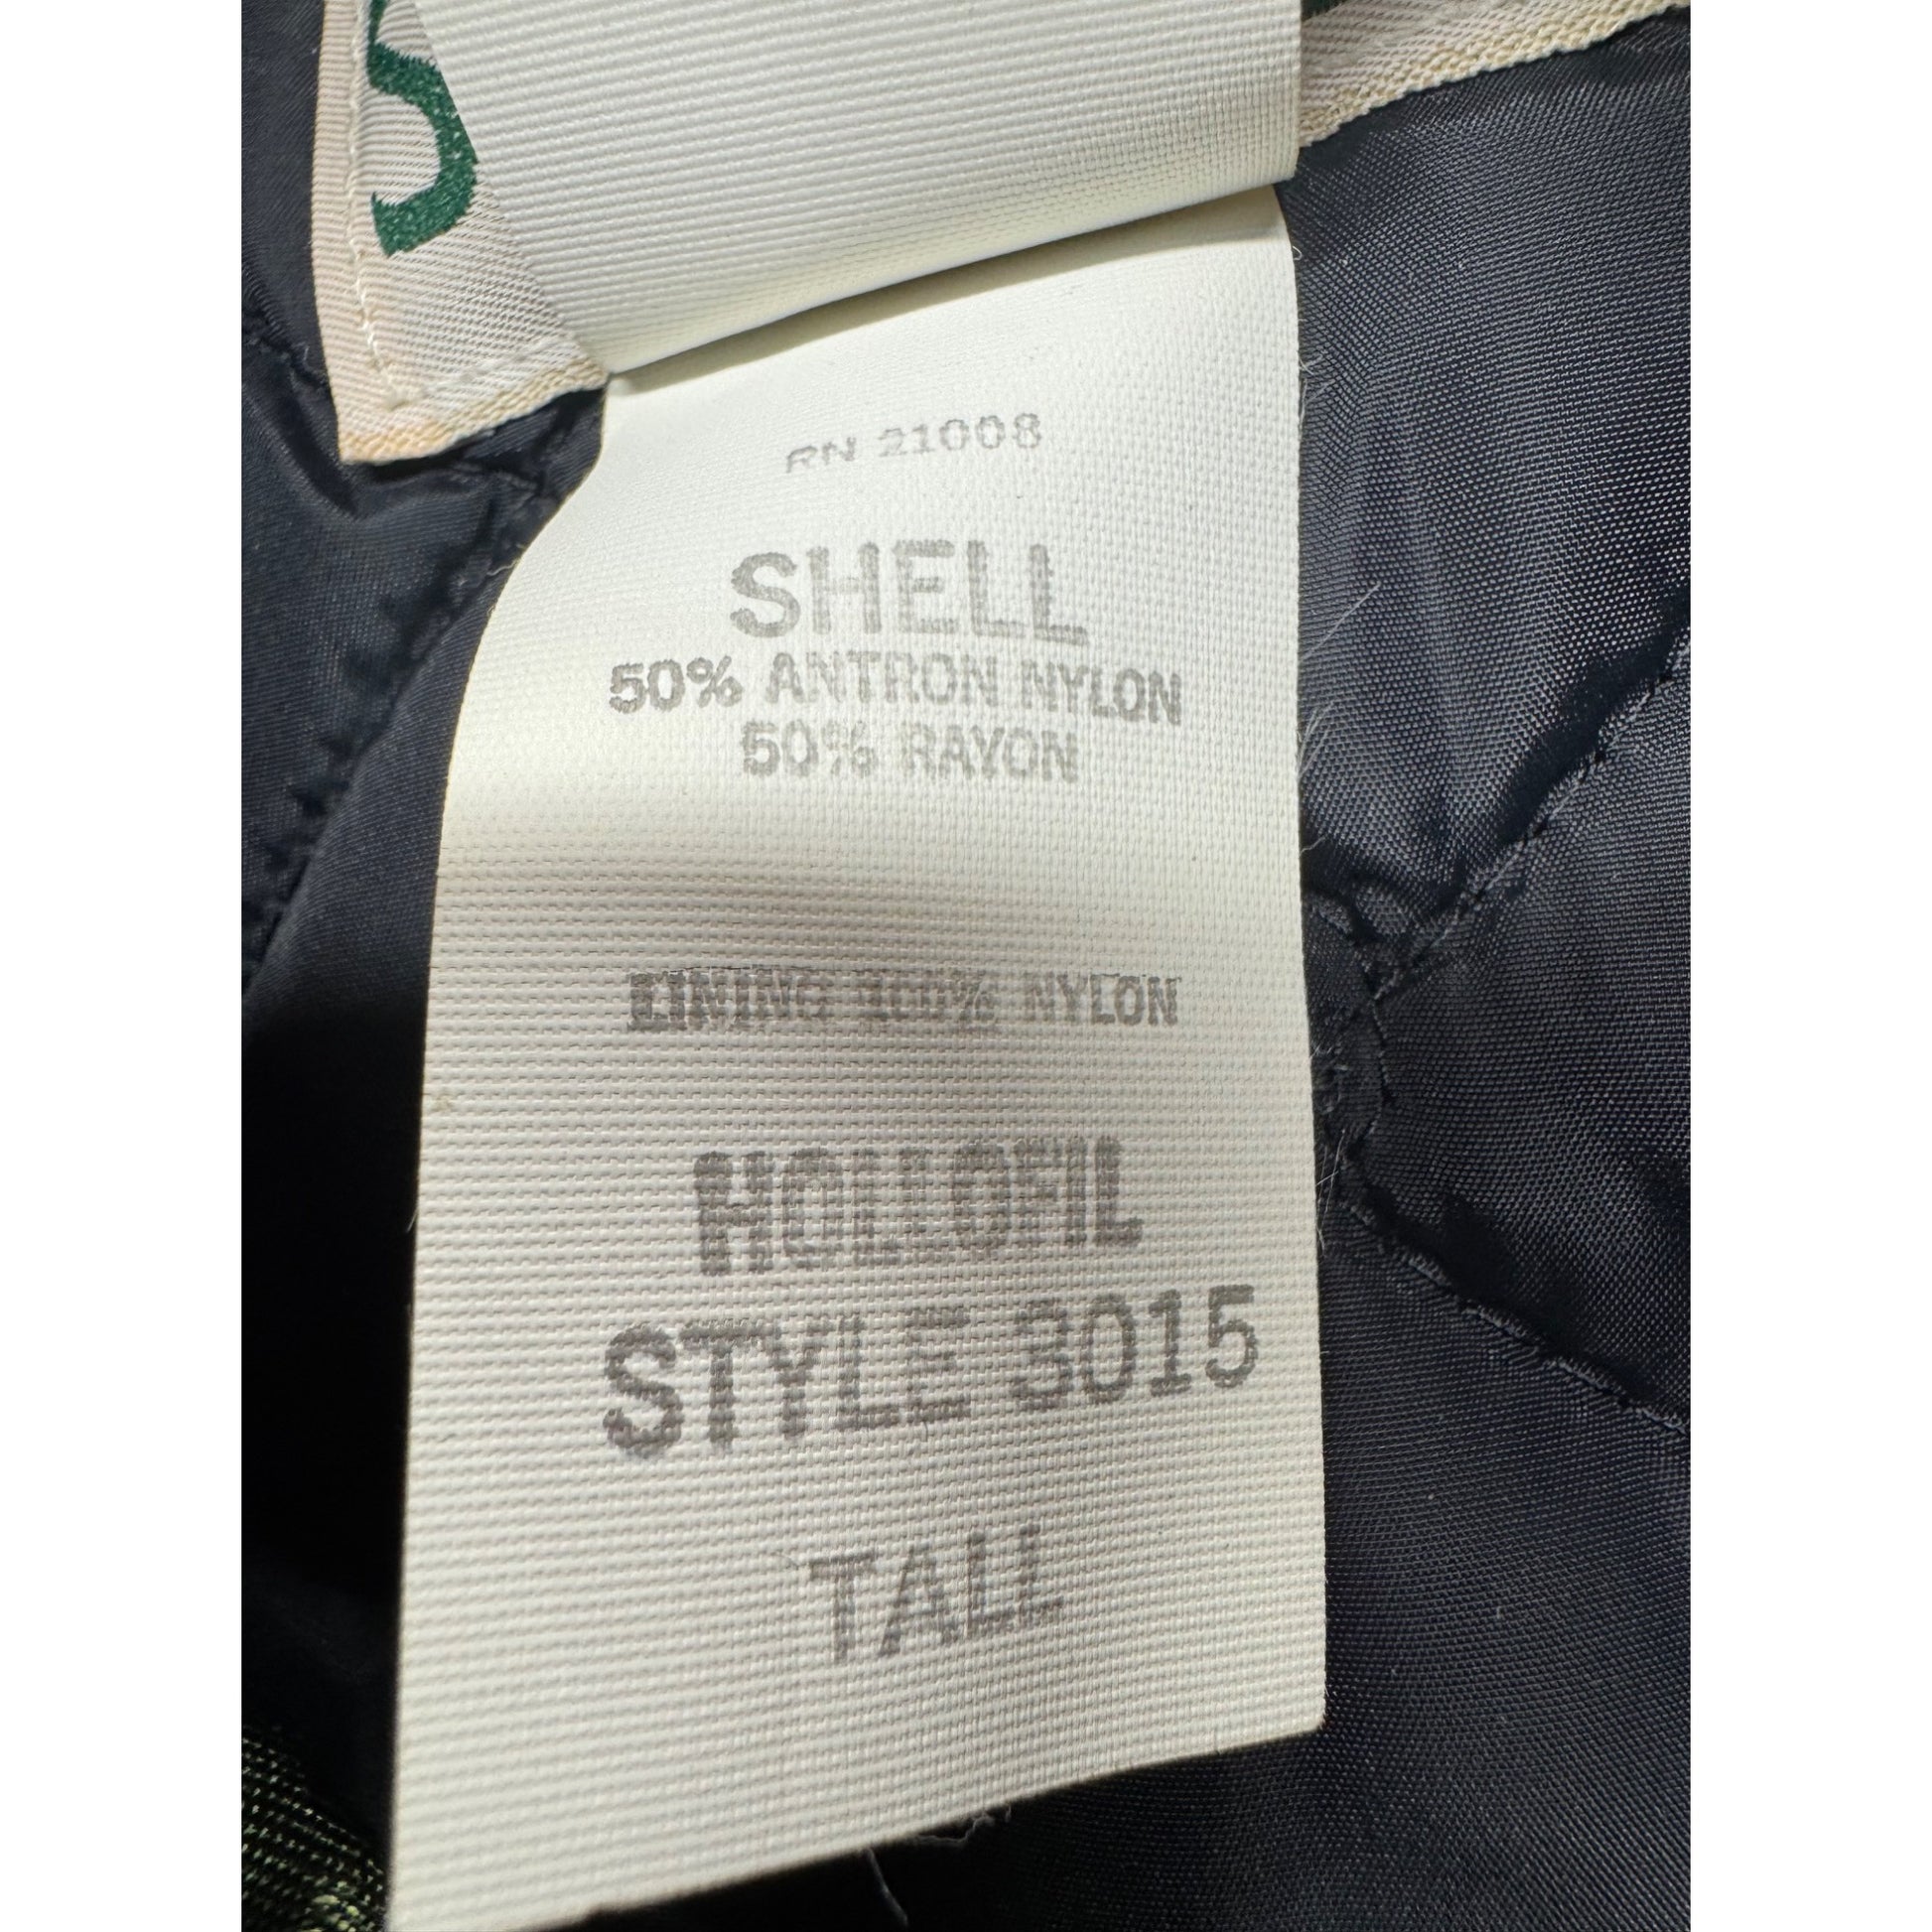 S
RN 21008
SHELL
50% ANTRON NYLON
50% RAYON
LINING 100% NYLON
HOLLOFIL
STYLE 3015
TALL